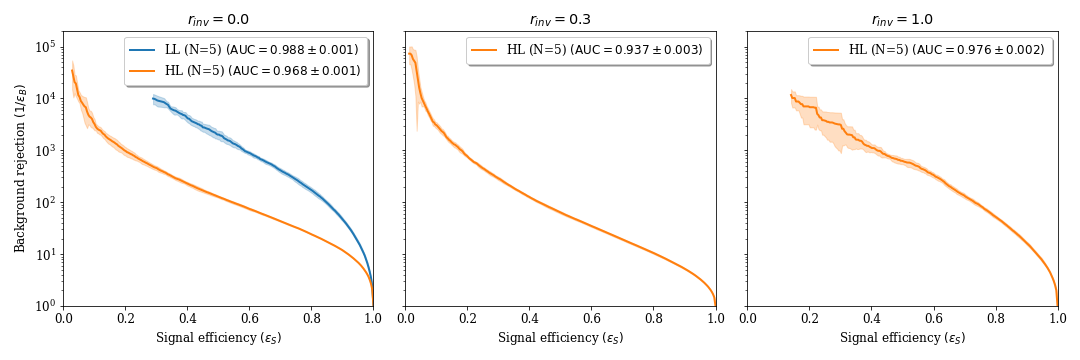 r_inv = 0.0
LL (N=5) (AUC = 0.988 ± 0.001)
HL (N=5) (AUC = 0.968 ± 0.001)
Background rejection (1/ε_B)
10^5
10^4
10^3
10^2
10^1
10^0
0.0 0.2 0.4 0.6 0.8 1.0
Signal efficiency (ε_S)
r_inv = 0.3
HL (N=5) (AUC = 0.937 ± 0.003)
0.0 0.2 0.4 0.6 0.8 1.0
Signal efficiency (ε_S)
r_inv = 1.0
HL (N=5) (AUC = 0.976 ± 0.002)
0.0 0.2 0.4 0.6 0.8 1.0
Signal efficiency (ε_S)